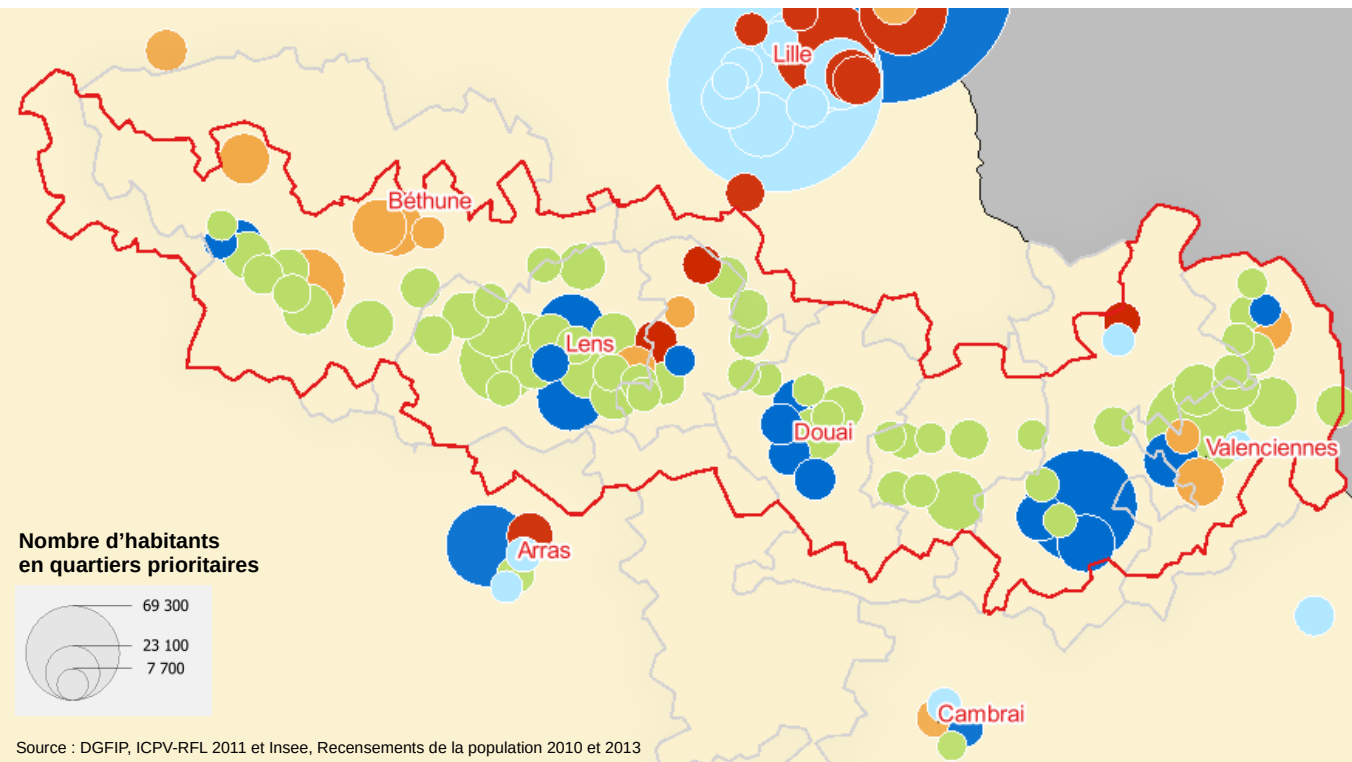 Lille
Béthune
Lens
Douai
Valenciennes
Arras
Cambrai
Nombre d’habitants
en quartiers prioritaires
69 300
23 100
7 700
Source : DGFIP, ICPV-RFL 2011 et Insee, Recensements de la population 2010 et 2013